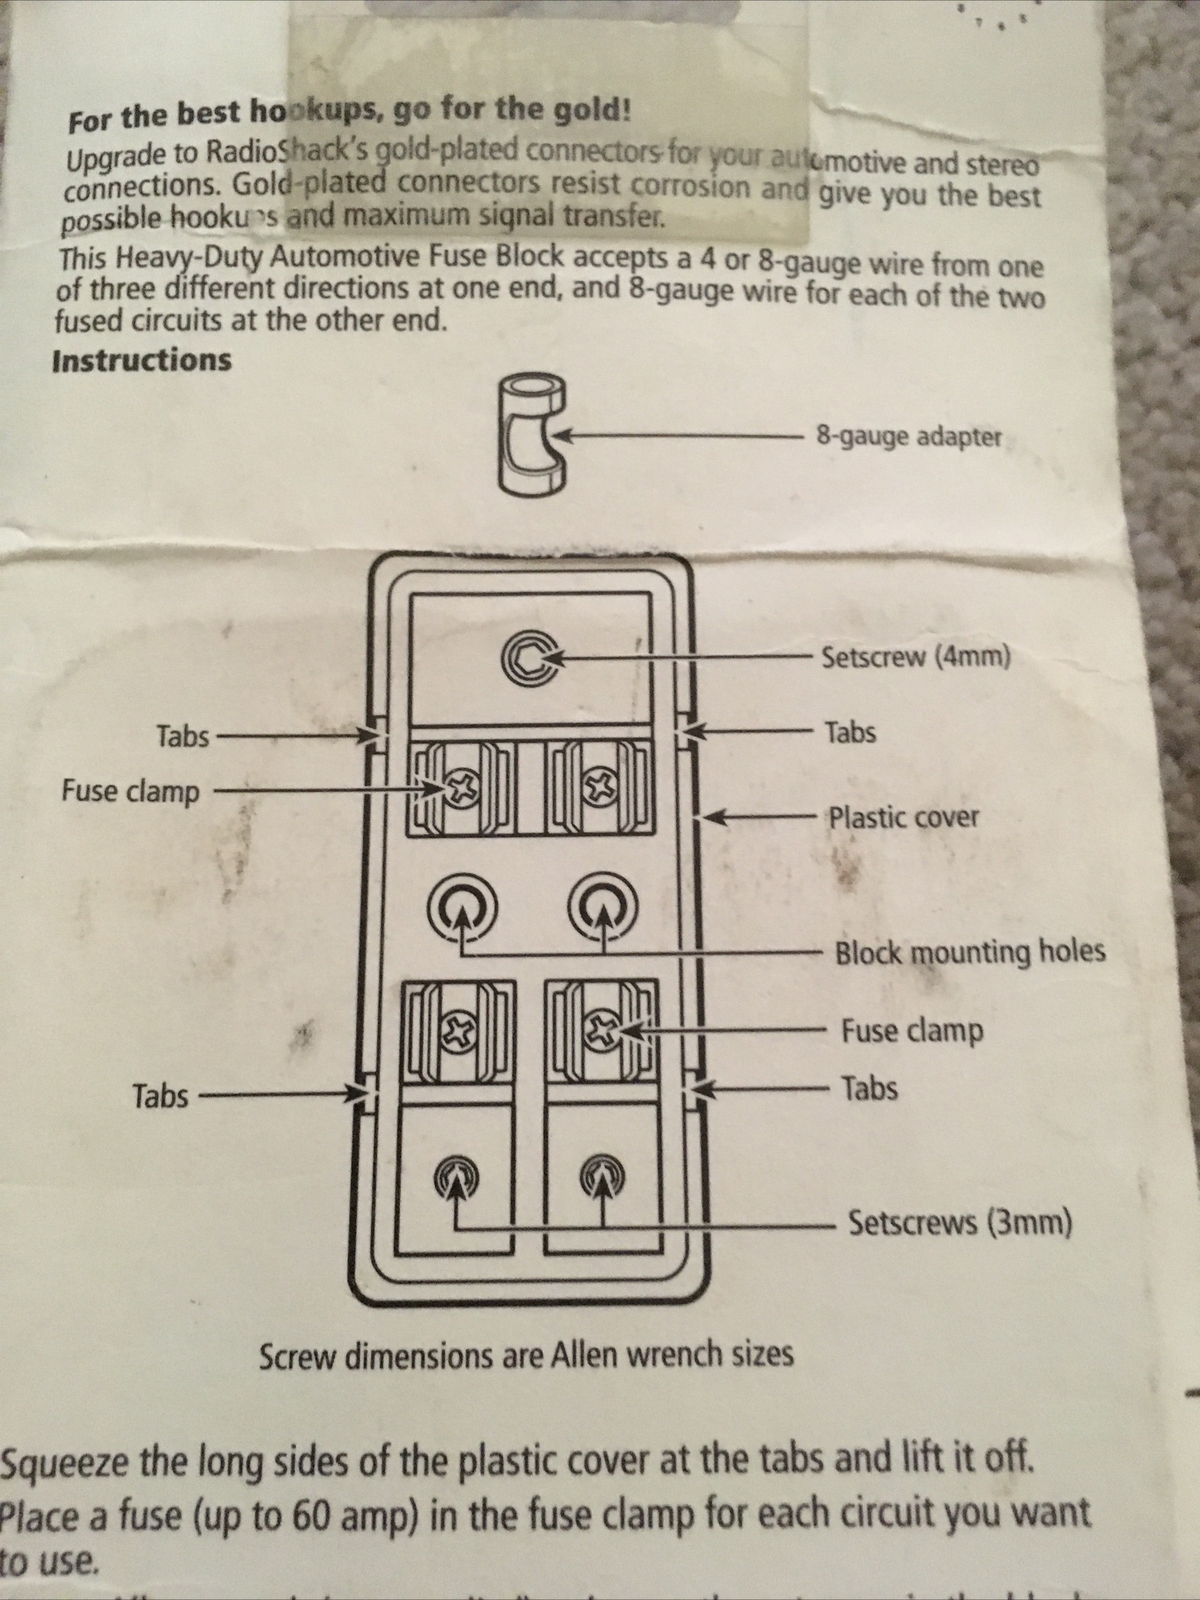 For the best hookups, go for the gold!
Upgrade to RadioShack's gold-plated connectors for your automotive and stereo
connections. Gold-plated connectors resist corrosion and give you the best
possible hookups and maximum signal transfer.
This Heavy-Duty Automotive Fuse Block accepts a 4 or 8-gauge wire from one
of three different directions at one end, and 8-gauge wire for each of the two
fused circuits at the other end.
Instructions
8-gauge adapter
Setscrew (4mm)
Tabs
Tabs
Fuse clamp
Plastic cover
Block mounting holes
Fuse clamp
Tabs
Tabs
Setscrews (3mm)
Screw dimensions are Allen wrench sizes
Squeeze the long sides of the plastic cover at the tabs and lift it off.
Place a fuse (up to 60 amp) in the fuse clamp for each circuit you want
to use.